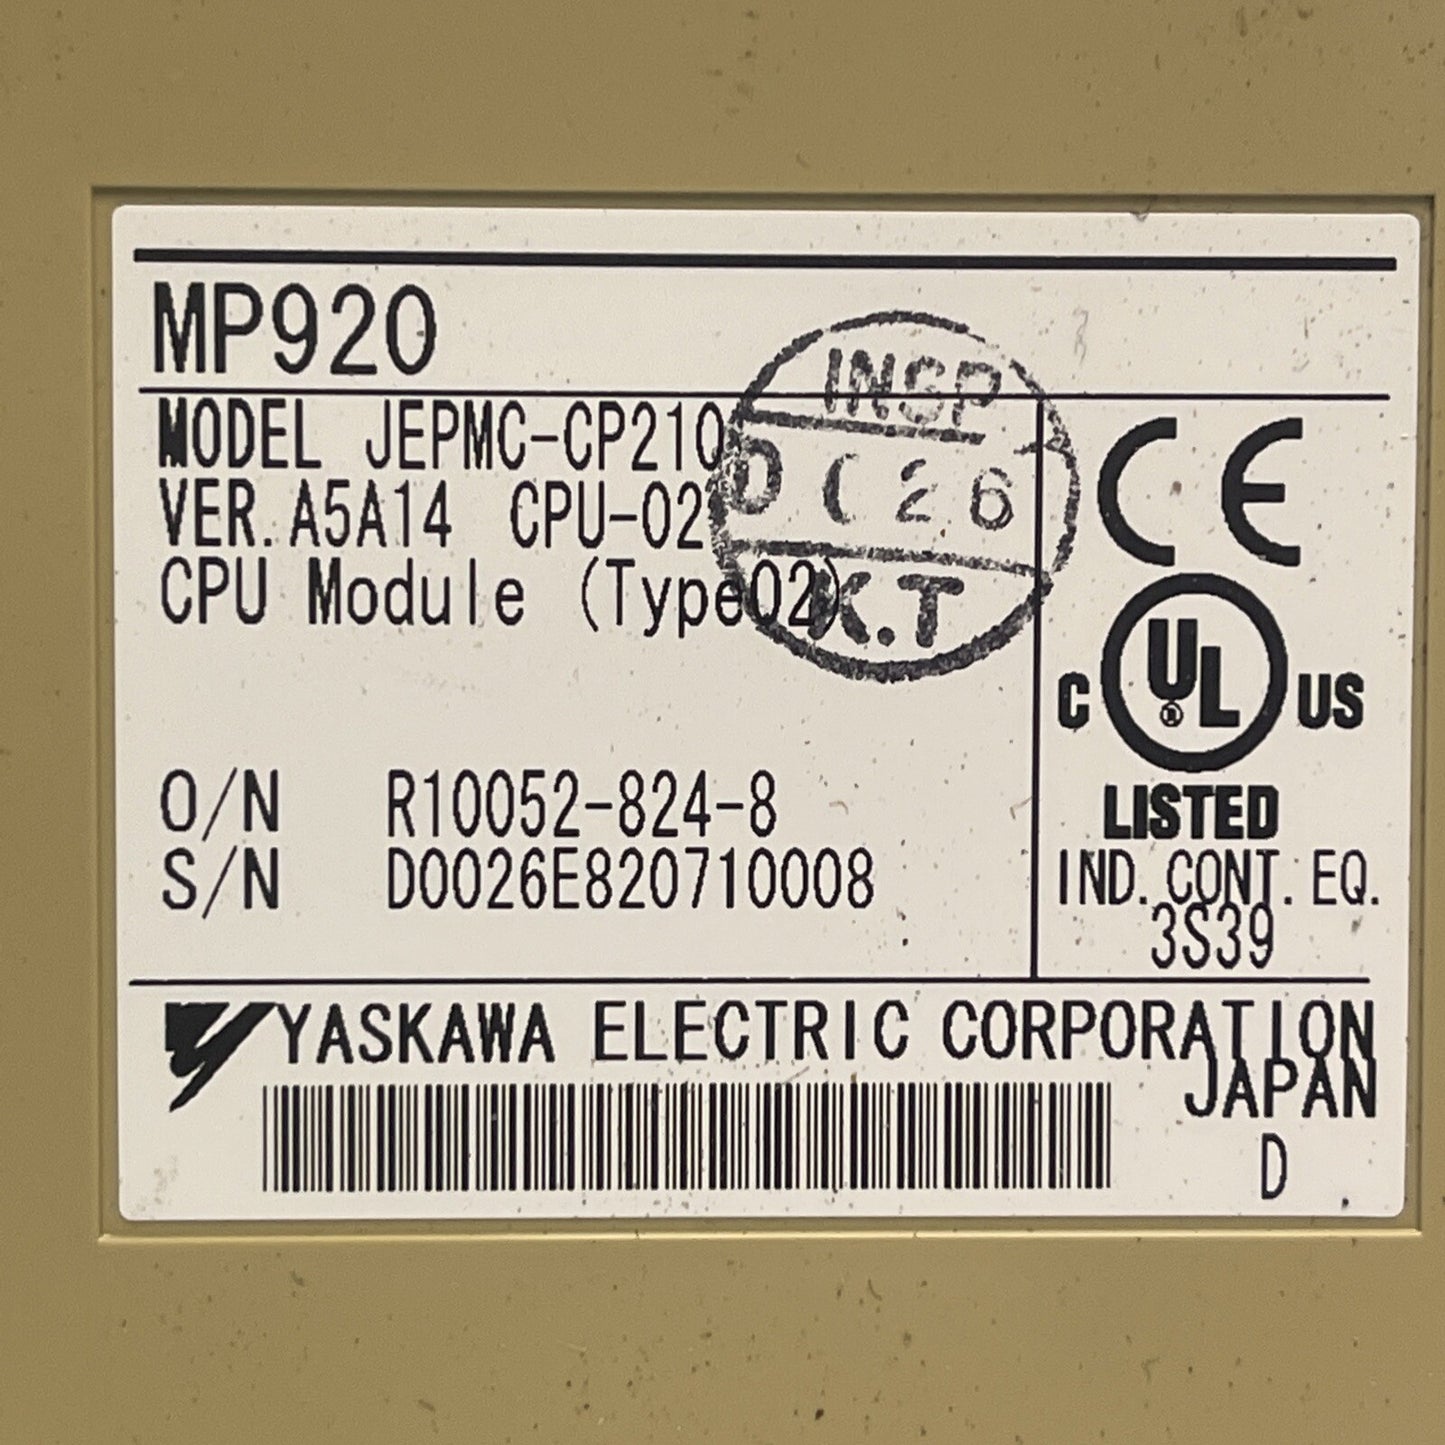 MP920
MODEL JEPMC-CP210
VER. A5A14 CPU-02
CPU Module (Type02)
INSP
26
K.T
O/N R10052-824-8
S/N D0026E820710008
CE
C UL® US
LISTED
IND. CONT. EQ.
3S39
YASKAWA ELECTRIC CORPORATION
JAPAN
D